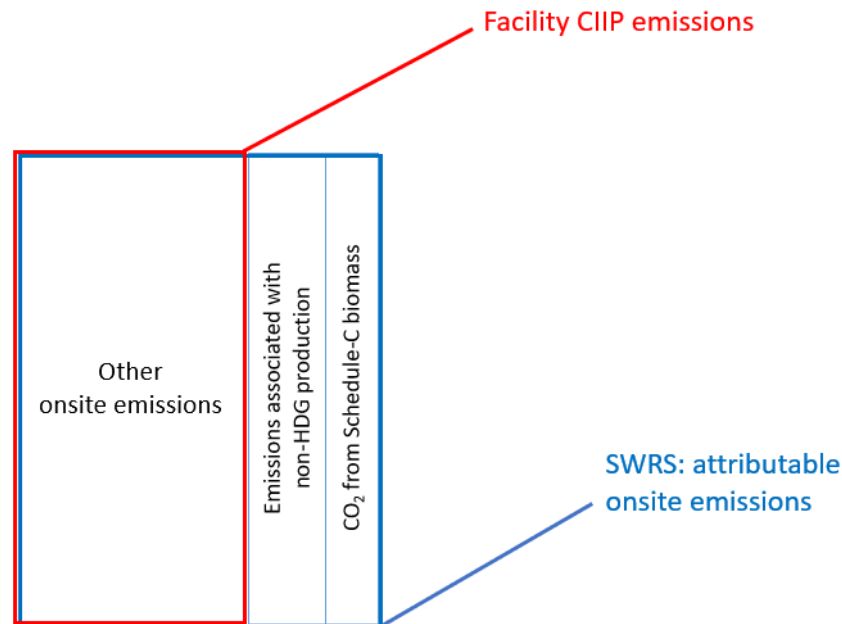 Facility CIIP emissions
Other
onsite emissions
Emissions associated with
non-HDG production
CO₂ from Schedule-C biomass
SWRS: attributable
onsite emissions